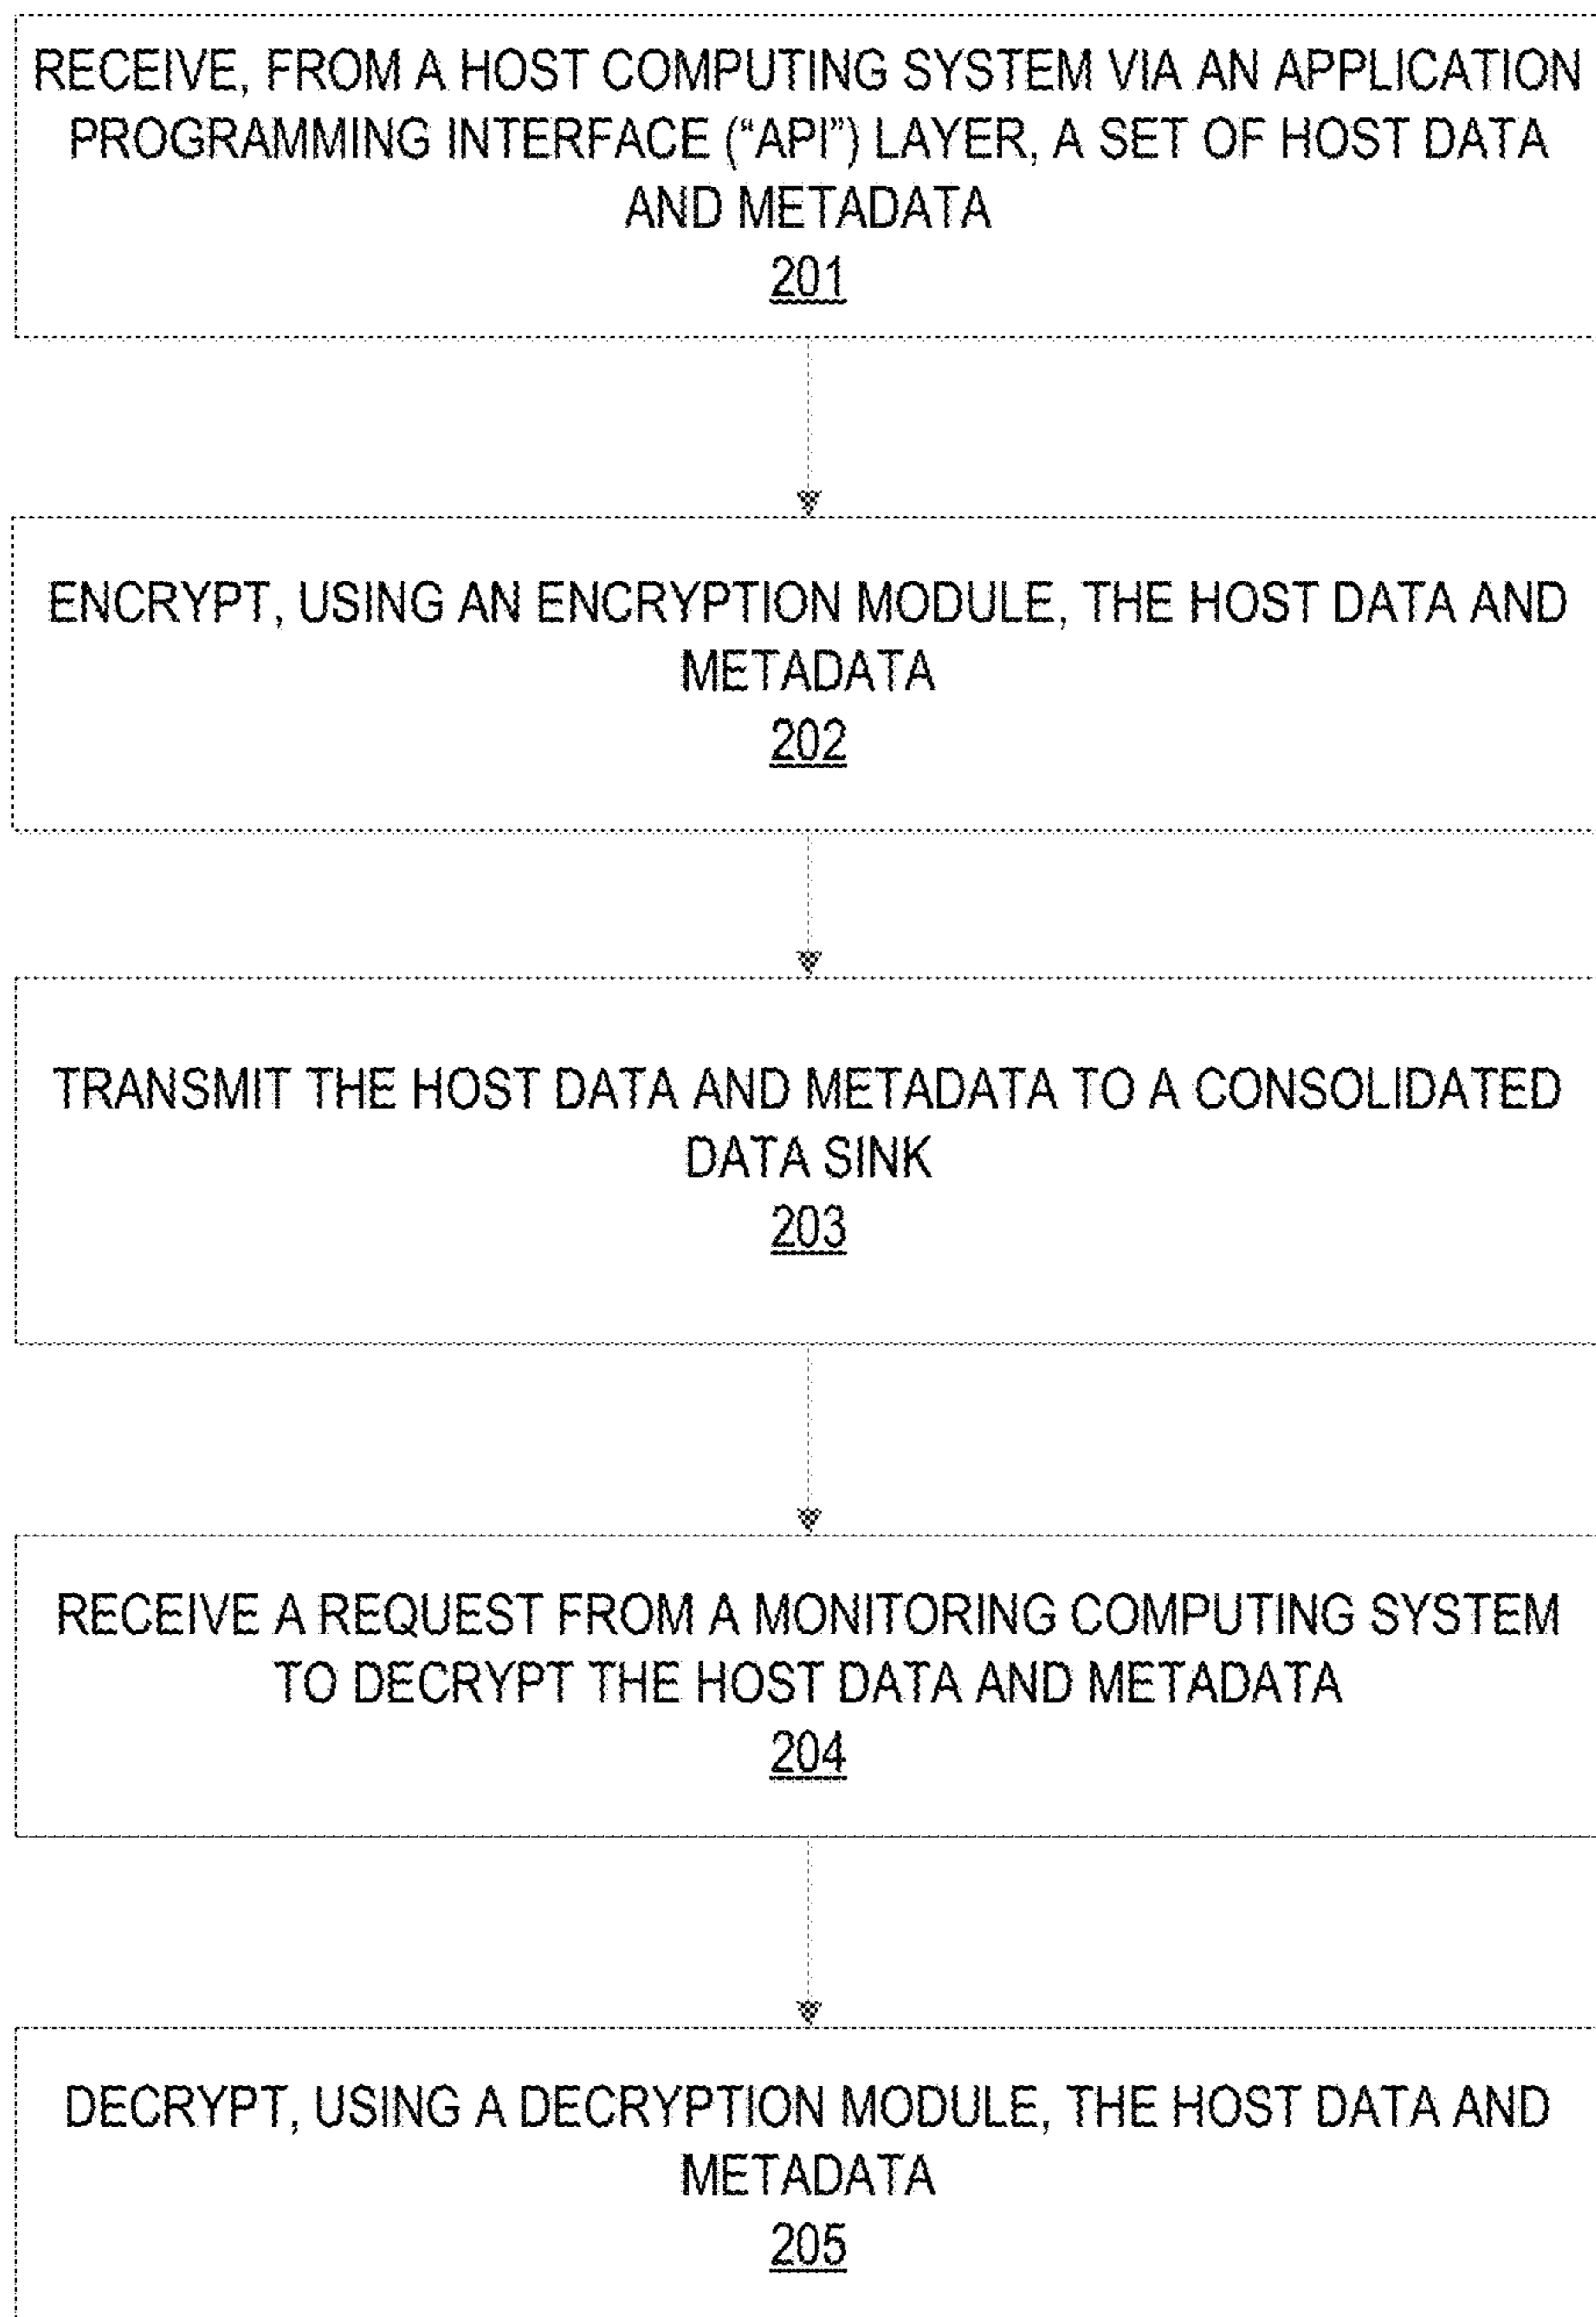 RECEIVE, FROM A HOST COMPUTING SYSTEM VIA AN APPLICATION
PROGRAMMING INTERFACE (“API”) LAYER, A SET OF HOST DATA
AND METADATA
201
ENCRYPT, USING AN ENCRYPTION MODULE, THE HOST DATA AND
METADATA
202
TRANSMIT THE HOST DATA AND METADATA TO A CONSOLIDATED
DATA SINK
203
RECEIVE A REQUEST FROM A MONITORING COMPUTING SYSTEM
TO DECRYPT THE HOST DATA AND METADATA
204
DECRYPT, USING A DECRYPTION MODULE, THE HOST DATA AND
METADATA
205